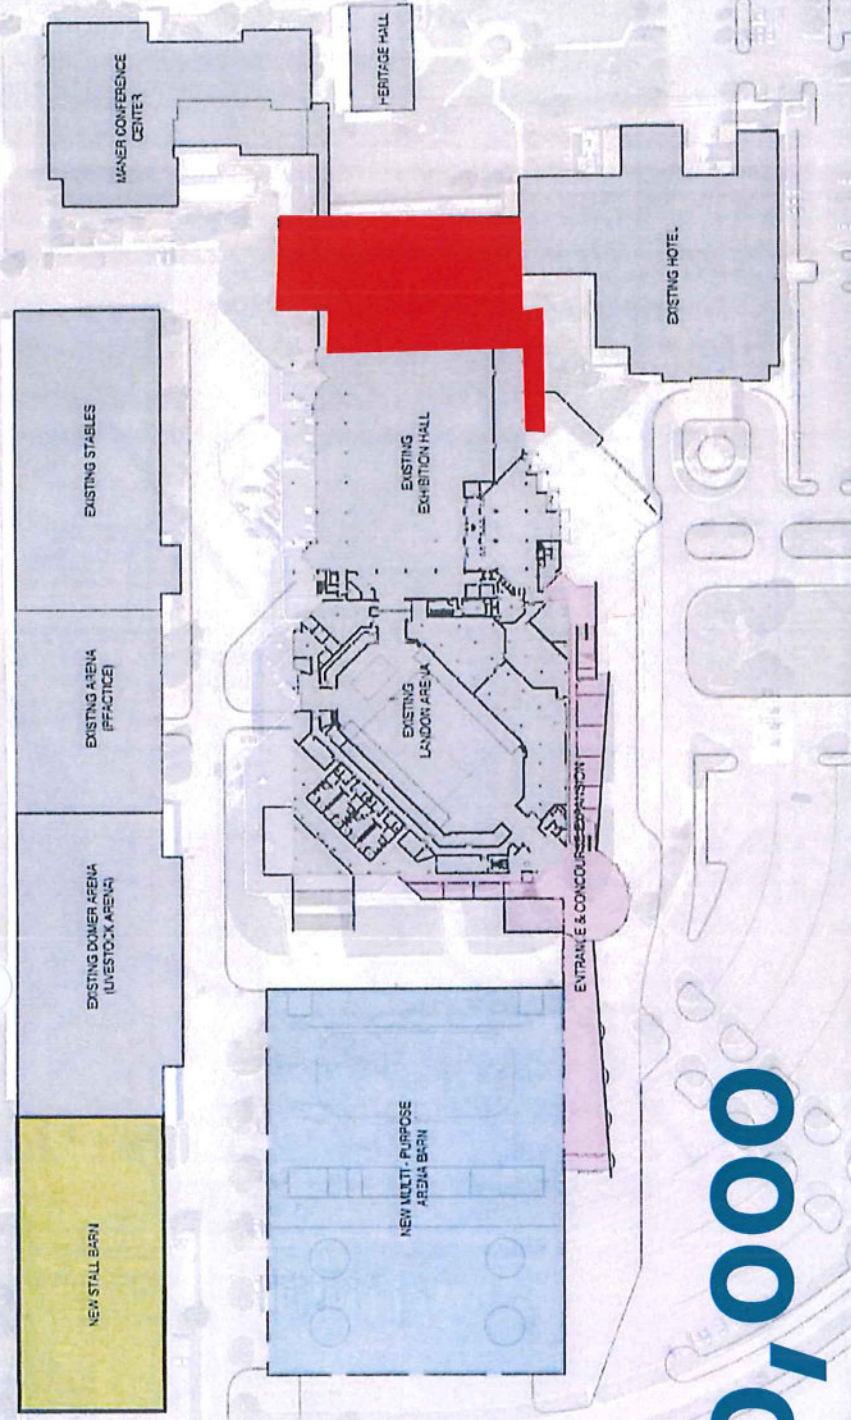 NEW STALL BARN
EXISTING DOMER ARENA
(LIVESTOCK ARENA)
EXISTING ARENA
(PFACTICE)
EXISTING STABLES
MANER CONFERENCE
CENTER
HERITAGE HALL
NEW MULTI - PURPOSE
ARENA BARN
EXISTING
LANDON ARENA
EXISTING
EXHIBITION HALL
ENTRANCE & CONCOURSE EXPANSION
EXISTING HOTEL
,000